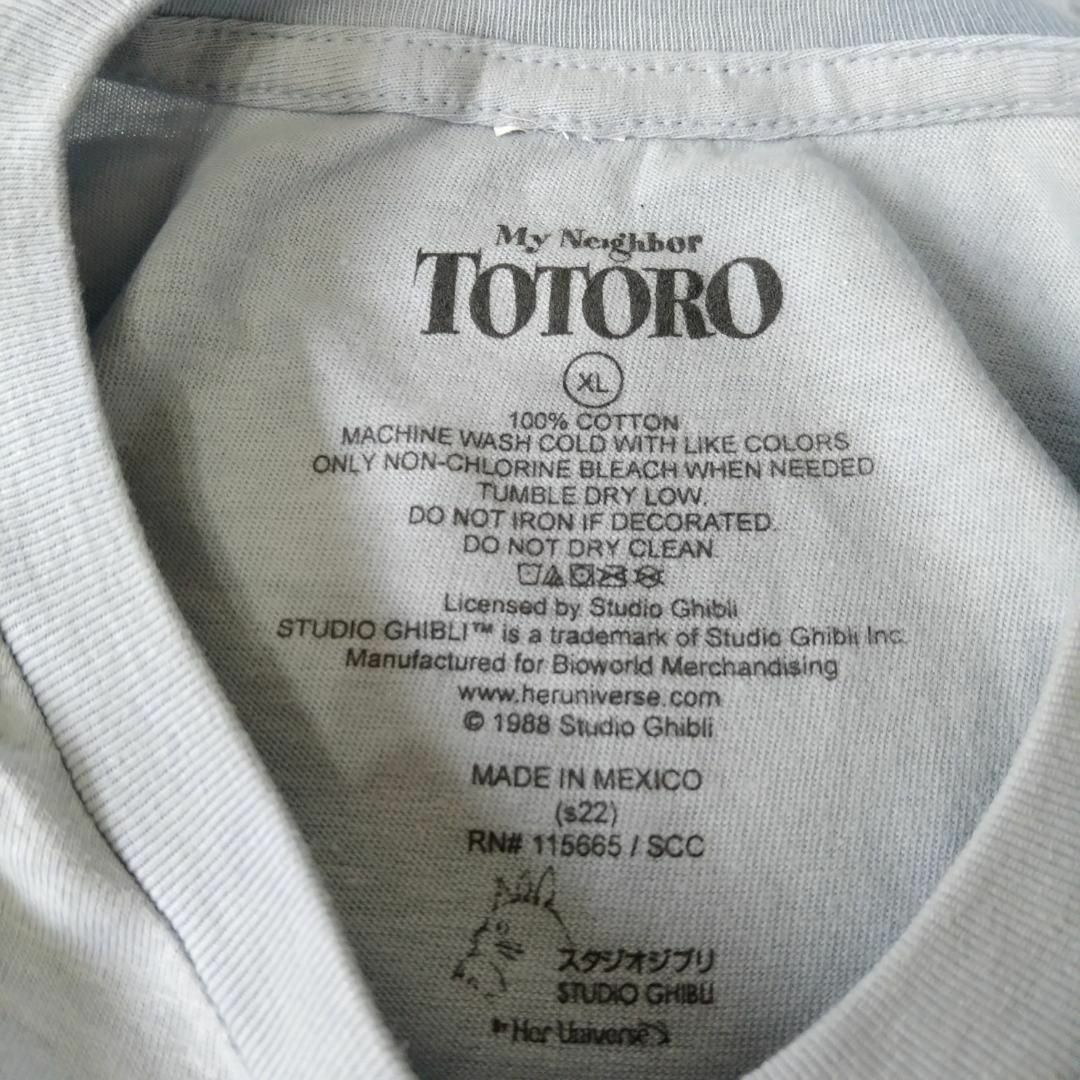 My Neighbor
TOTORO
XL
100% COTTON
MACHINE WASH COLD WITH LIKE COLORS
ONLY NON-CHLORINE BLEACH WHEN NEEDED
TUMBLE DRY LOW.
DO NOT IRON IF DECORATED.
DO NOT DRY CLEAN
Licensed by Studio Ghibli
STUDIO GHIBLI™ is a trademark of Studio Ghibli Inc.
Manufactured for Bioworld Merchandising
www.heruniverse.com
© 1988 Studio Ghibli
MADE IN MEXICO
(s22)
RN# 115665 / SCC
スタジオジブリ
STUDIO GHIBLI
BY Her Universe